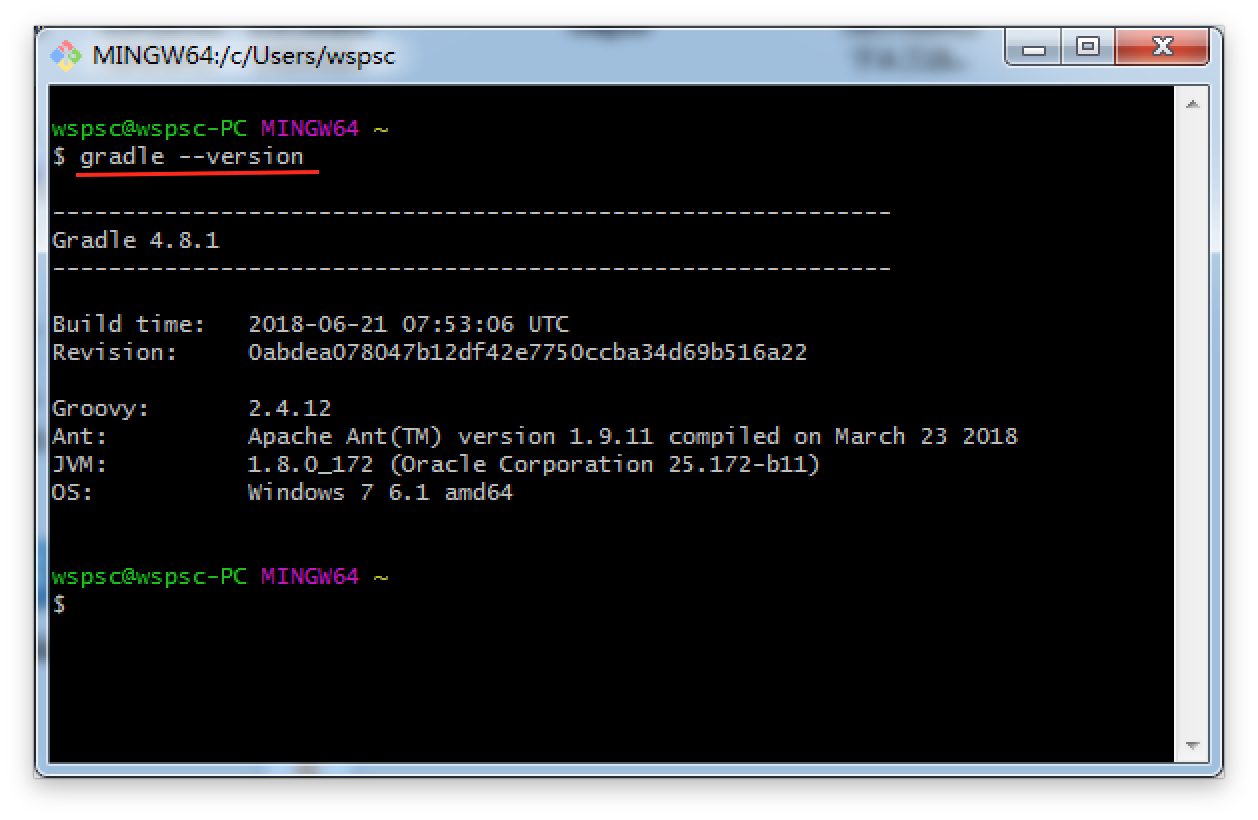 MINGW64:/c/Users/wspsc
wspsc@wspsc-PC MINGW64 ~
$ gradle --version
------------------------------------------------------------
Gradle 4.8.1
------------------------------------------------------------
Build time:   2018-06-21 07:53:06 UTC
Revision:     0abdea078047b12df42e7750ccba34d69b516a22
Groovy:       2.4.12
Ant:          Apache Ant(TM) version 1.9.11 compiled on March 23 2018
JVM:          1.8.0_172 (Oracle Corporation 25.172-b11)
OS:           Windows 7 6.1 amd64
wspsc@wspsc-PC MINGW64 ~
$